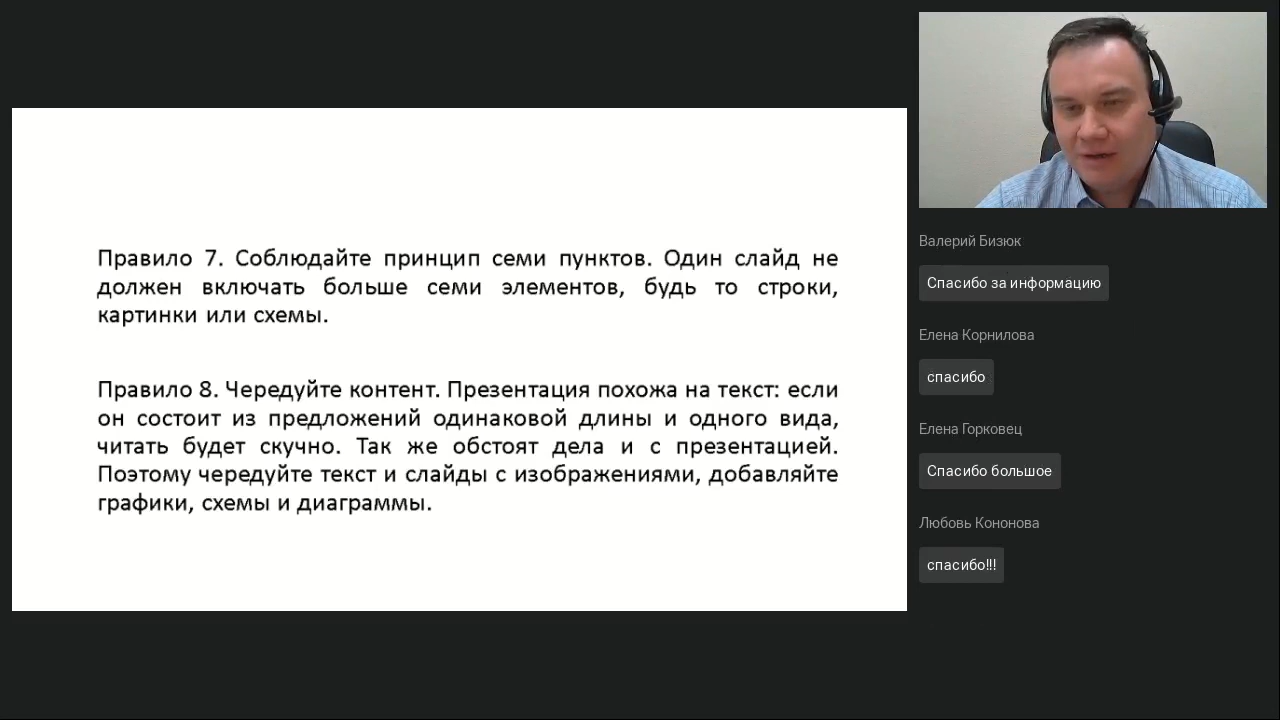 Правило 7. Соблюдайте принцип семи пунктов. Один слайд не
должен включать больше семи элементов, будь то строки,
картинки или схемы.
Правило 8. Чередуйте контент. Презентация похожа на текст: если
он состоит из предложений одинаковой длины и одного вида,
читать будет скучно. Так же обстоят дела и с презентацией.
Поэтому чередуйте текст и слайды с изображениями, добавляйте
графики, схемы и диаграммы.
Валерий Бизюк
Спасибо за информацию
Елена Корнилова
спасибо
Елена Горковец
Спасибо большое
Любовь Кононова
спасибо!!!